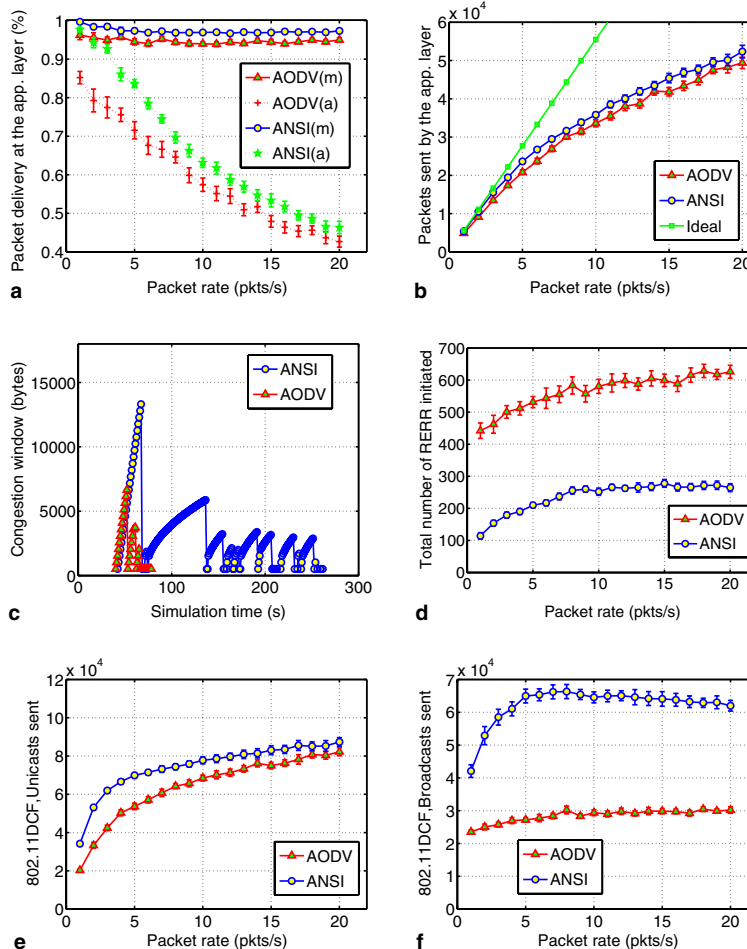 Packet delivery at the app. layer (%)
1
0.9
0.8
0.7
0.6
0.5
0.4
0 5 10 15 20
Packet rate (pkts/s)
AODV(m)
AODV(a)
ANSI(m)
ANSI(a)
a
Packets sent by the app. layer
6 x 10⁴
5
4
3
2
1
0
0 5 10 15 20
Packet rate (pkts/s)
AODV
ANSI
Ideal
b
Congestion window (bytes)
15000
10000
5000
0
0 100 200 300
Simulation time (s)
ANSI
AODV
c
Total number of RERR initiated
700
600
500
400
300
200
100
0
0 5 10 15 20
Packet rate (pkts/s)
AODV
ANSI
d
802.11DCF,Unicasts sent
12 x 10⁴
10
8
6
4
2
0
0 5 10 15 20
Packet rate (pkts/s)
AODV
ANSI
e
802.11DCF,Broadcasts sent
7 x 10⁴
6
5
4
3
2
1
0
0 5 10 15 20
Packet rate (pkts/s)
AODV
ANSI
f